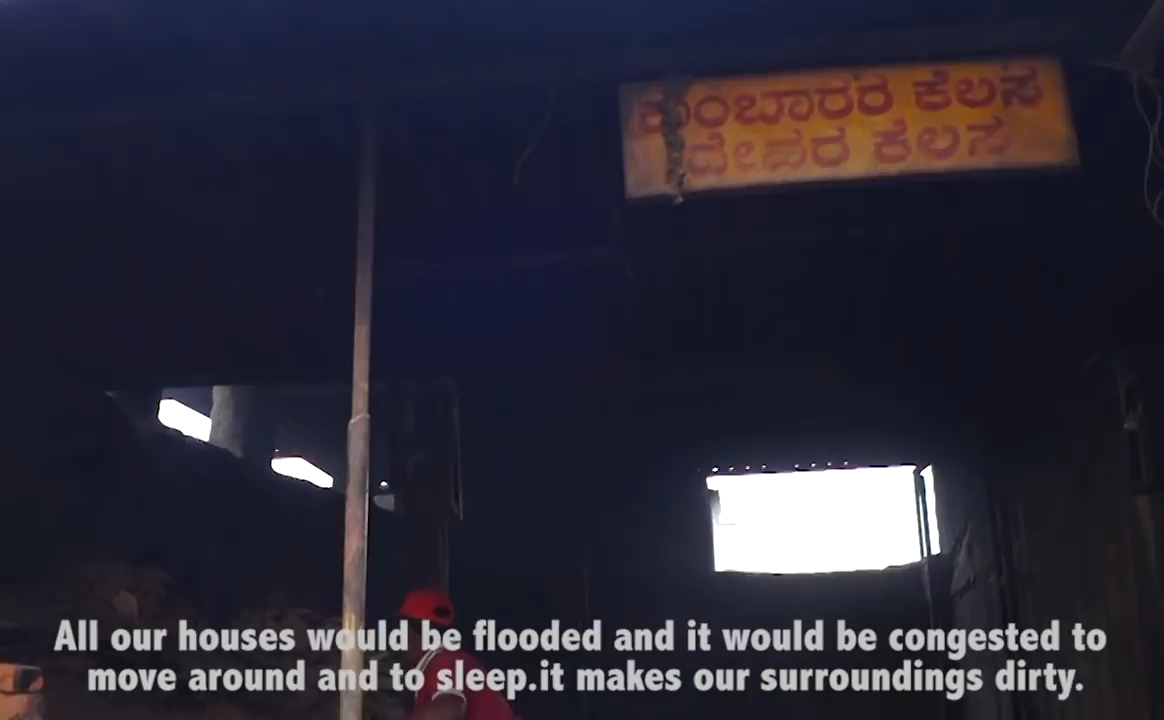 ಕುಂಬಾರರ ಕೆಲಸ
ದೇವರ ಕೆಲಸ
All our houses would be flooded and it would be congested to
move around and to sleep.it makes our surroundings dirty.